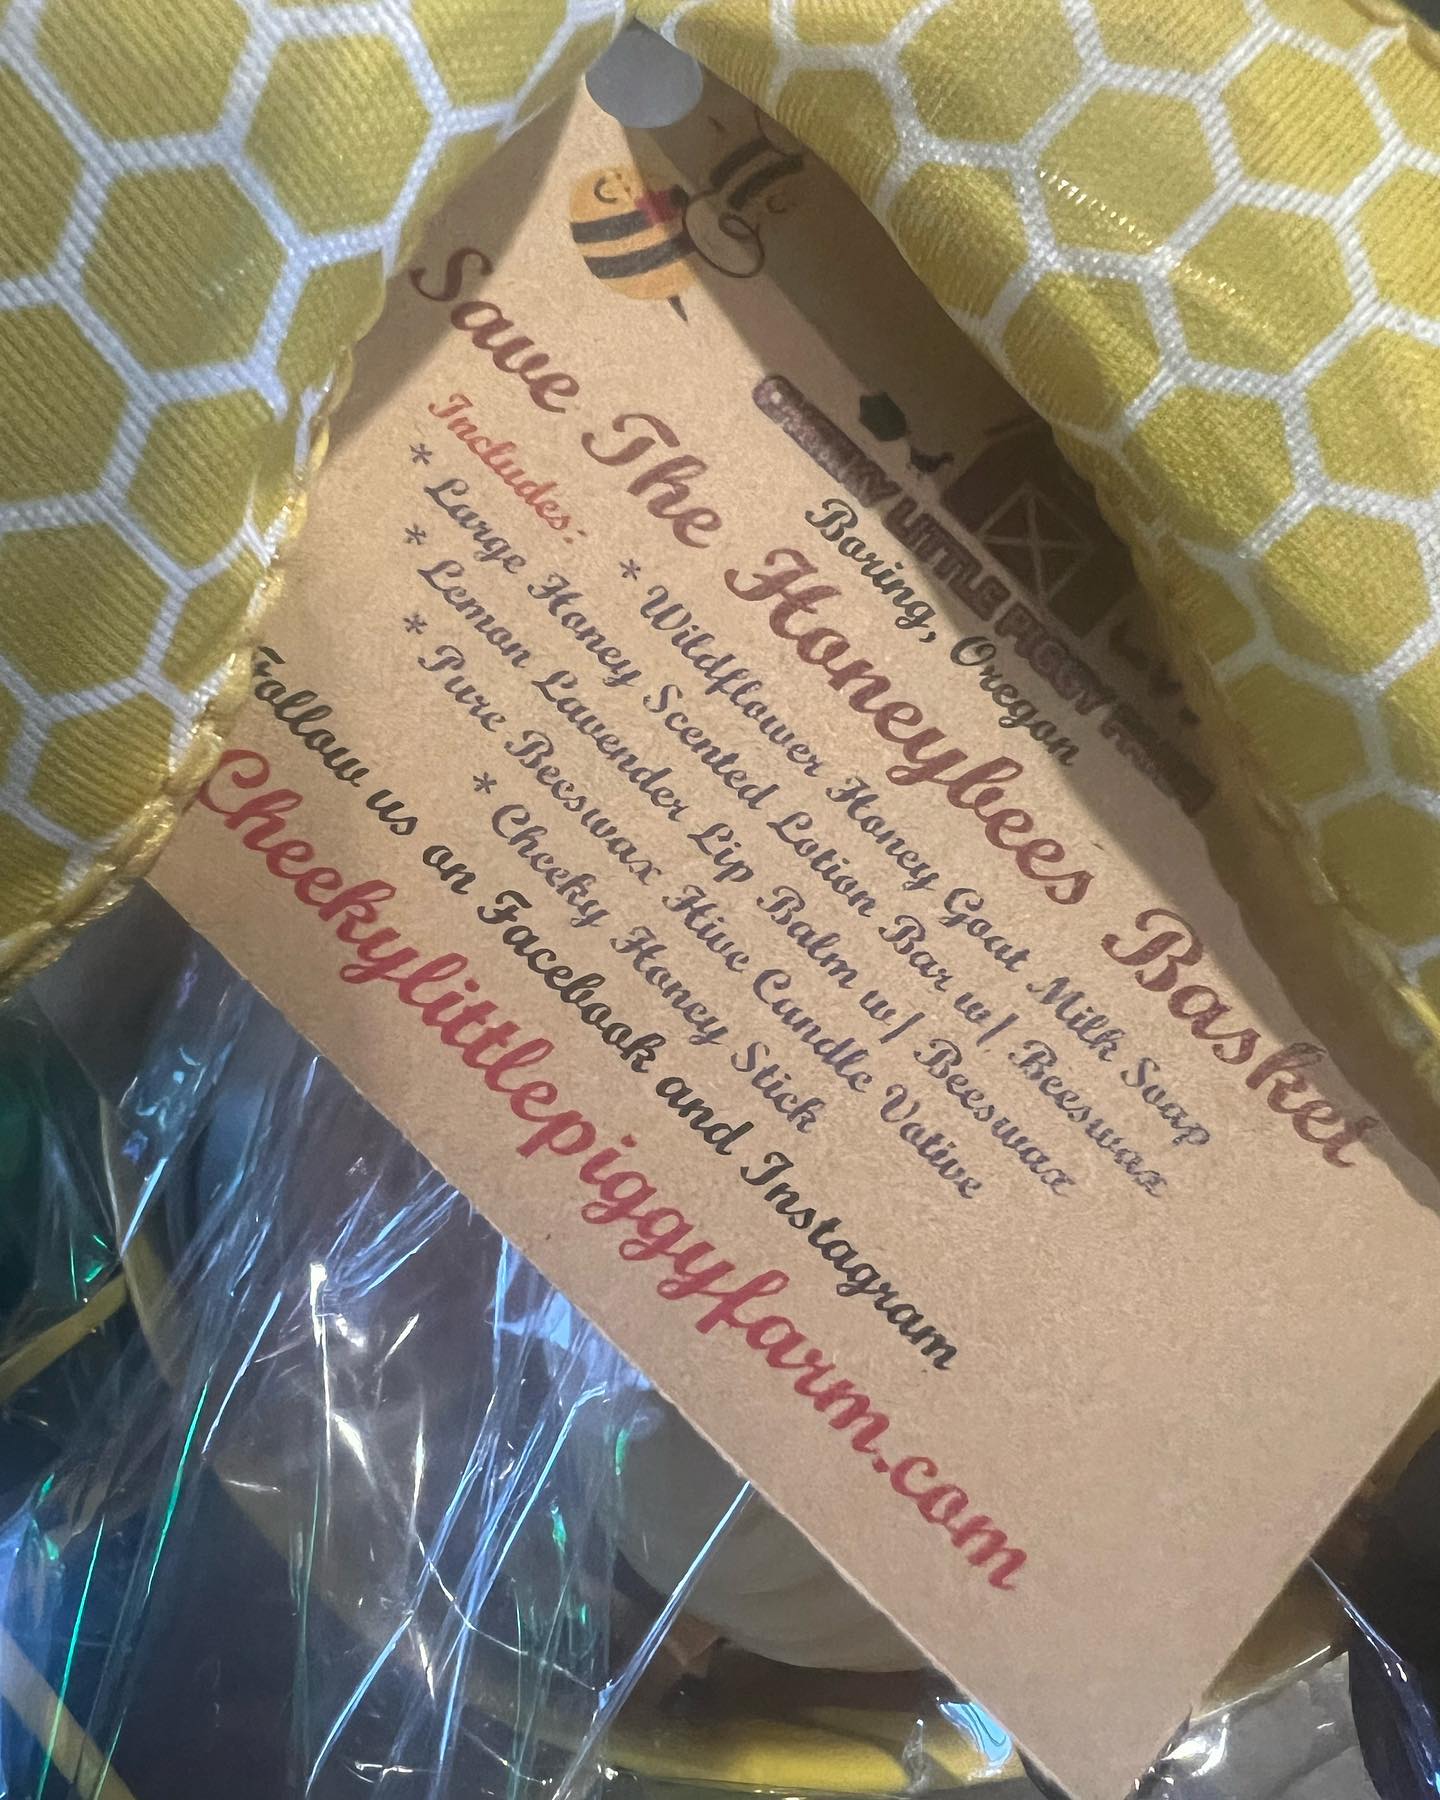 CHEEKY LITTLE PIGGY FARM
Boring, Oregon
Save The Honeybees Basket
Includes:
* Wildflower Honey Goat Milk Soap
* Large Honey Scented Lotion Bar w/ Beeswax
* Lemon Lavender Lip Balm w/ Beeswax
* Pure Beeswax Hive Candle Votive
* Cheeky Honey Stick
Follow us on Facebook and Instagram
Cheekylittlepiggyfarm.com